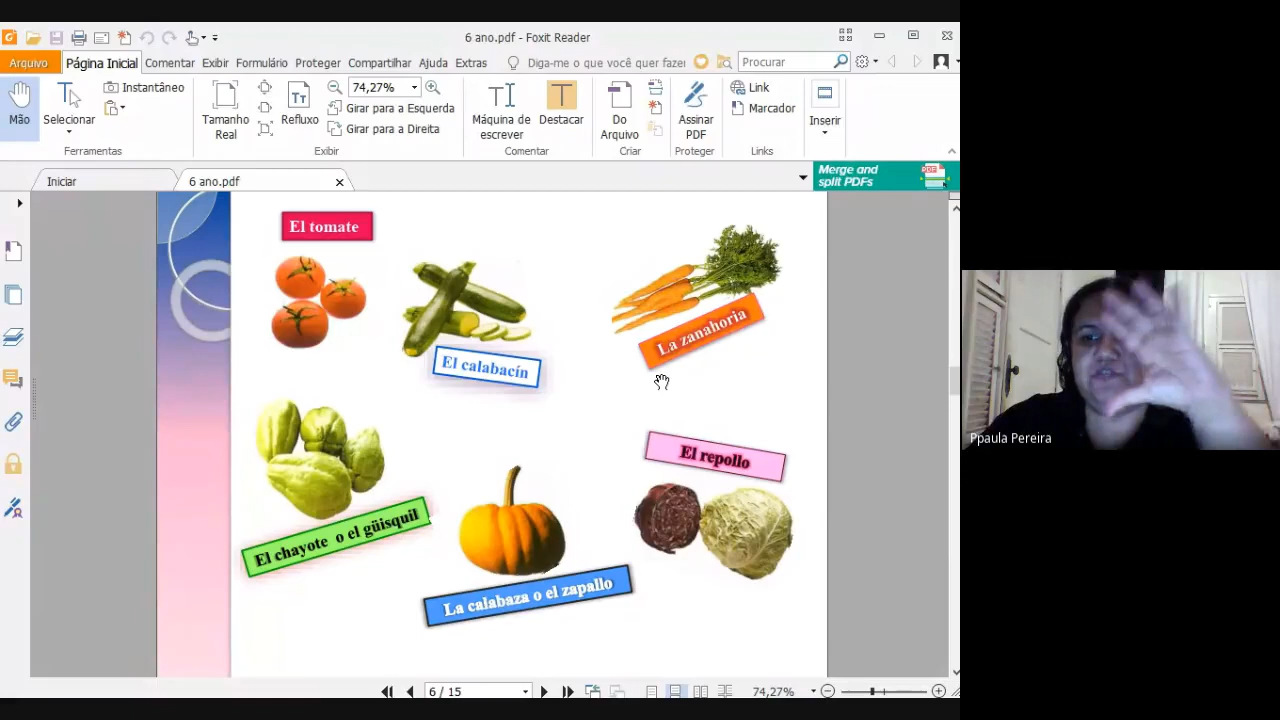 6 ano.pdf - Foxit Reader
Arquivo
Página Inicial
Comentar
Exibir
Formulário
Proteger
Compartilhar
Ajuda
Extras
Diga-me o que você quer fazer
Procurar
Mão
Selecionar
Instantâneo
Ferramentas
Tamanho
Real
Refluxo
74,27%
Girar para a Esquerda
Girar para a Direita
Exibir
Máquina de
escrever
Destacar
Comentar
Do
Arquivo
Criar
Assinar
PDF
Proteger
Link
Marcador
Links
Inserir
Iniciar
6 ano.pdf
Merge and
split PDFs
El tomate
El calabacín
La zanahoria
El chayote o el güisquil
La calabaza o el zapallo
El repollo
Ppaula Pereira
6 / 15
74,27%